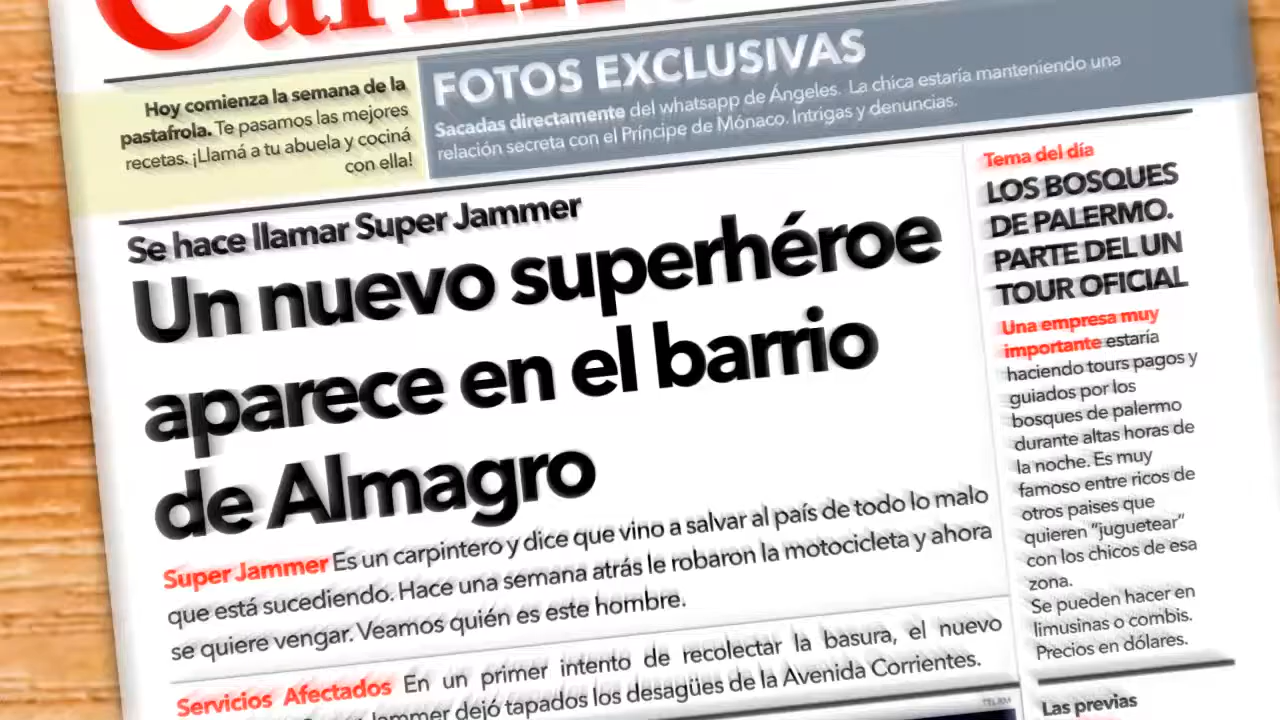 Hoy comienza la semana de la
pastafrola. Te pasamos las mejores
recetas. ¡Llamá a tu abuela y cociná
con ella!
FOTOS EXCLUSIVAS
Sacadas directamente del whatsapp de Ángeles. La chica estaría manteniendo una
relación secreta con el Príncipe de Mónaco. Intrigas y denuncias.
Se hace llamar Super Jammer
Un nuevo superhéroe
aparece en el barrio
de Almagro
Super Jammer Es un carpintero y dice que vino a salvar al país de todo lo malo
que está sucediendo. Hace una semana atrás le robaron la motocicleta y ahora
se quiere vengar. Veamos quién es este hombre.
Servicios Afectados En un primer intento de recolectar la basura, el nuevo
Jammer dejó tapados los desagües de la Avenida Corrientes.
TELAM
Tema del día
LOS BOSQUES
DE PALERMO.
PARTE DEL UN
TOUR OFICIAL
Una empresa muy
importante estaría
haciendo tours pagos y
guiados por los
bosques de palermo
durante altas horas de
la noche. Es muy
famoso entre ricos de
otros paises que
quieren "juguetear"
con los chicos de esa
zona.
Se pueden hacer en
limusinas o combis.
Precios en dólares.
Las previas